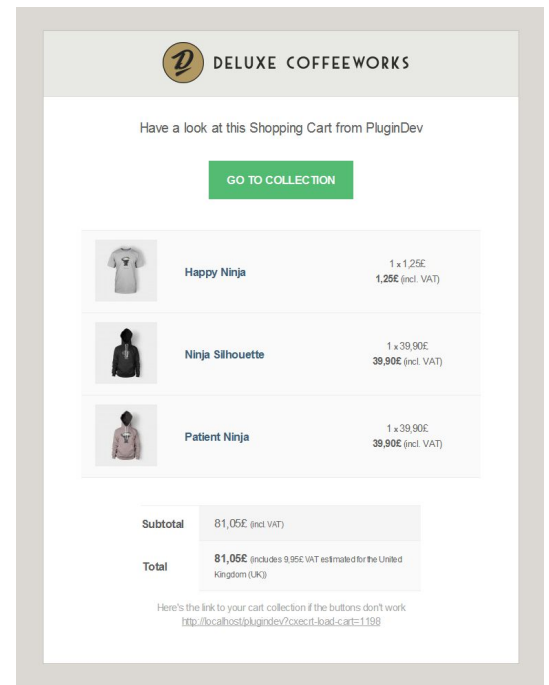 DELUXE COFFEEWORKS
Have a look at this Shopping Cart from PluginDev
GO TO COLLECTION
Happy Ninja
1 x 1,25£
1,25£ (incl. VAT)
Ninja Silhouette
1 x 39,90£
39,90£ (incl. VAT)
Patient Ninja
1 x 39,90£
39,90£ (incl. VAT)
Subtotal 81,05£ (incl. VAT)
Total 81,05£ (includes 9,95£ VAT estimated for the United
Kingdom (UK))
Here's the link to your cart collection if the buttons don't work
http://localhost/plugindev?cxecrt-load-cart=1198